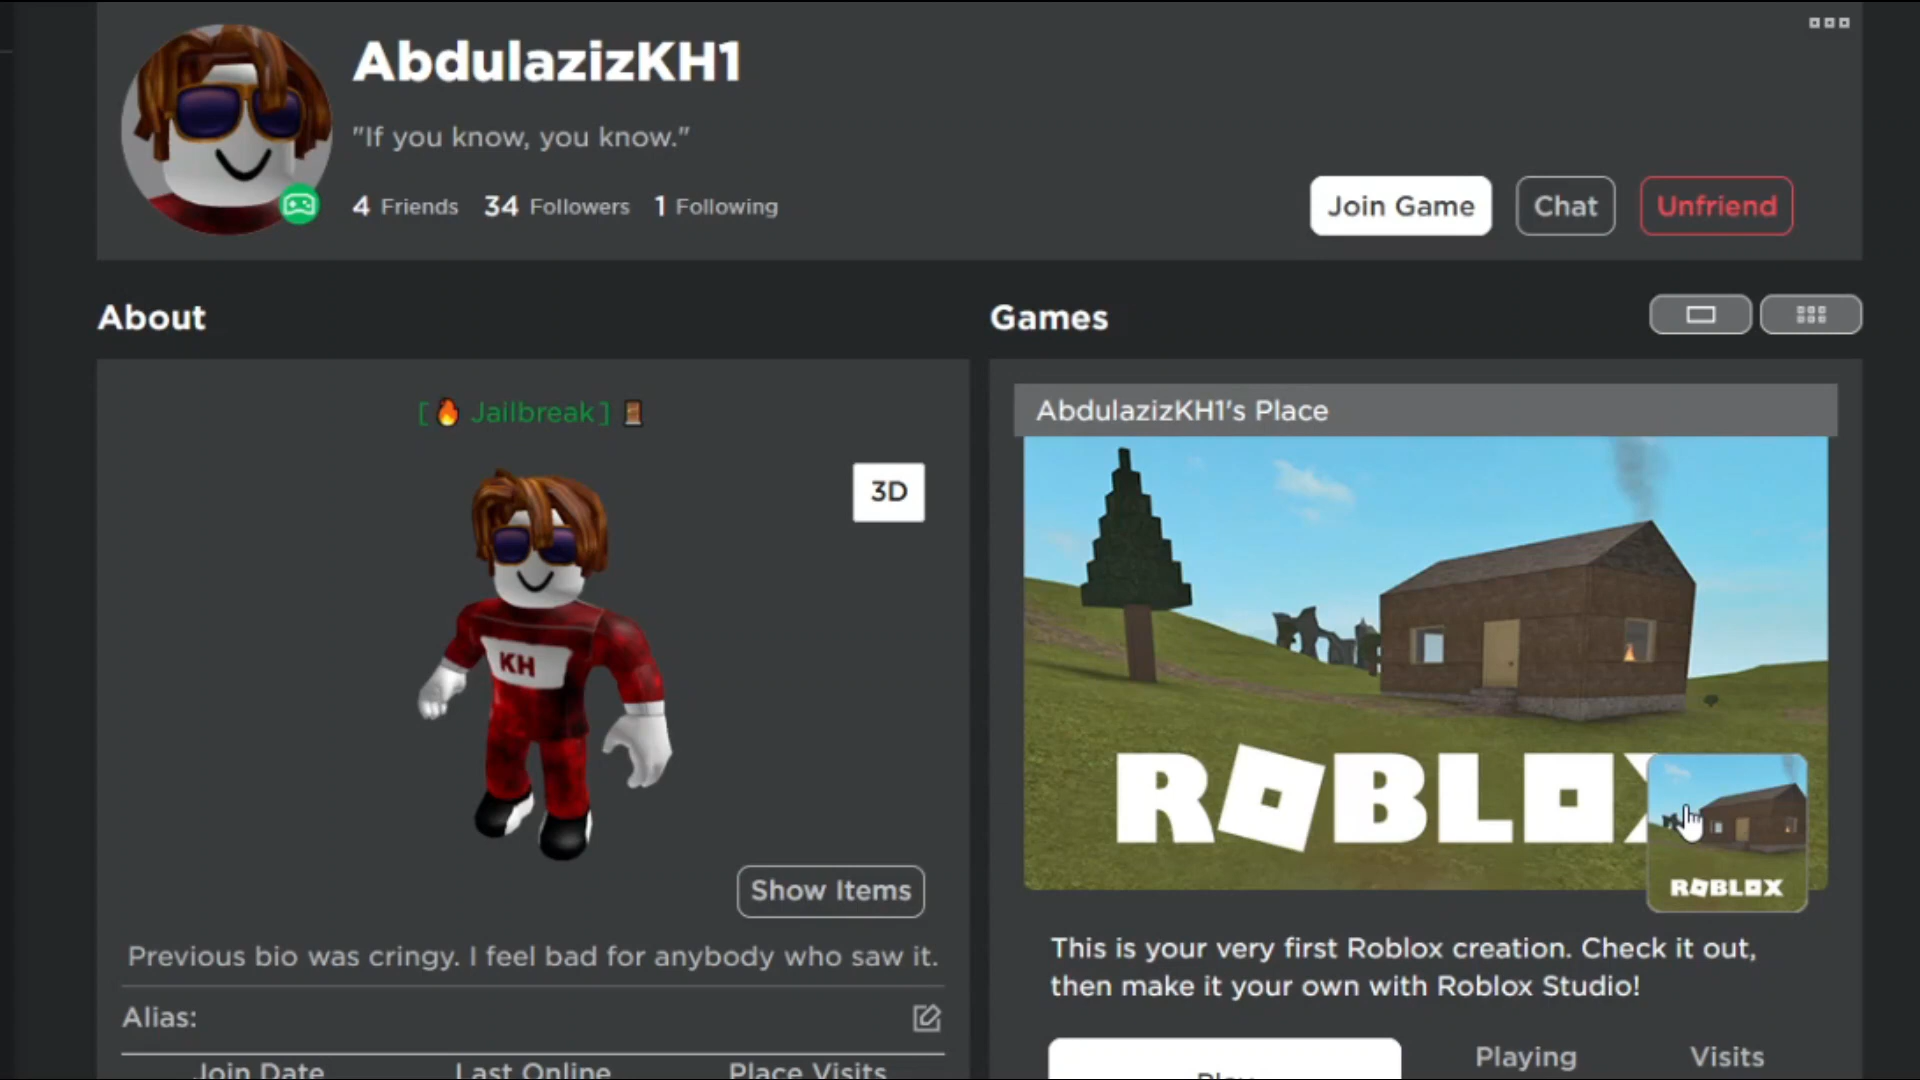 AbdulazizKH1
"If you know, you know."
4 Friends 34 Followers 1 Following
Join Game Chat Unfriend
About
[🔥 Jailbreak] 🚪
3D
KH
Show Items
Previous bio was cringy. I feel bad for anybody who saw it.
Alias:
Join Date Last Online Place Visits
Games
AbdulazizKH1's Place
ROBLOX
ROBLOX
This is your very first Roblox creation. Check it out,
then make it your own with Roblox Studio!
Play Playing Visits